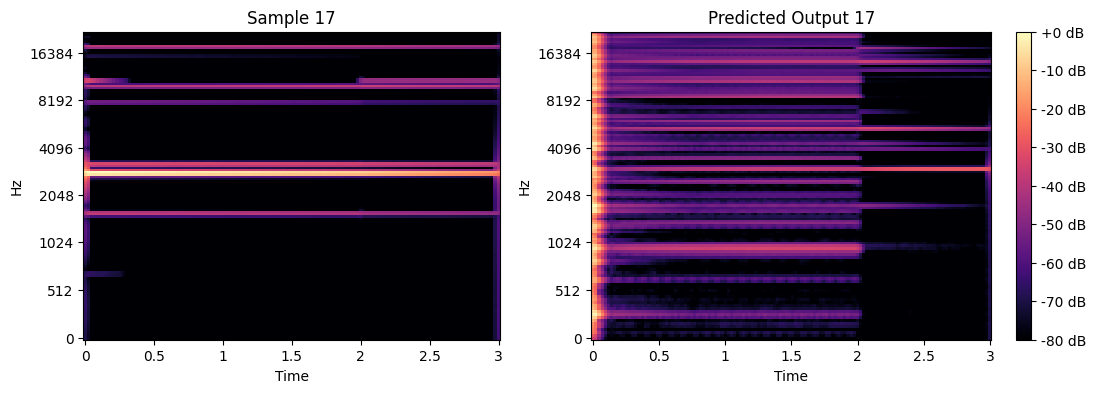 Sample 17
Predicted Output 17
Hz
16384
8192
4096
2048
1024
512
0
0
0.5
1
1.5
2
2.5
3
Time
Hz
16384
8192
4096
2048
1024
512
0
0
0.5
1
1.5
2
2.5
3
Time
+0 dB
-10 dB
-20 dB
-30 dB
-40 dB
-50 dB
-60 dB
-70 dB
-80 dB